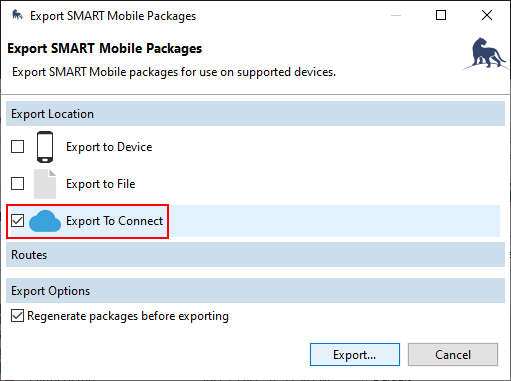 Export SMART Mobile Packages
Export SMART Mobile Packages
Export SMART Mobile packages for use on supported devices.
Export Location
Export to Device
Export to File
Export To Connect
Routes
Export Options
Regenerate packages before exporting
Export...
Cancel